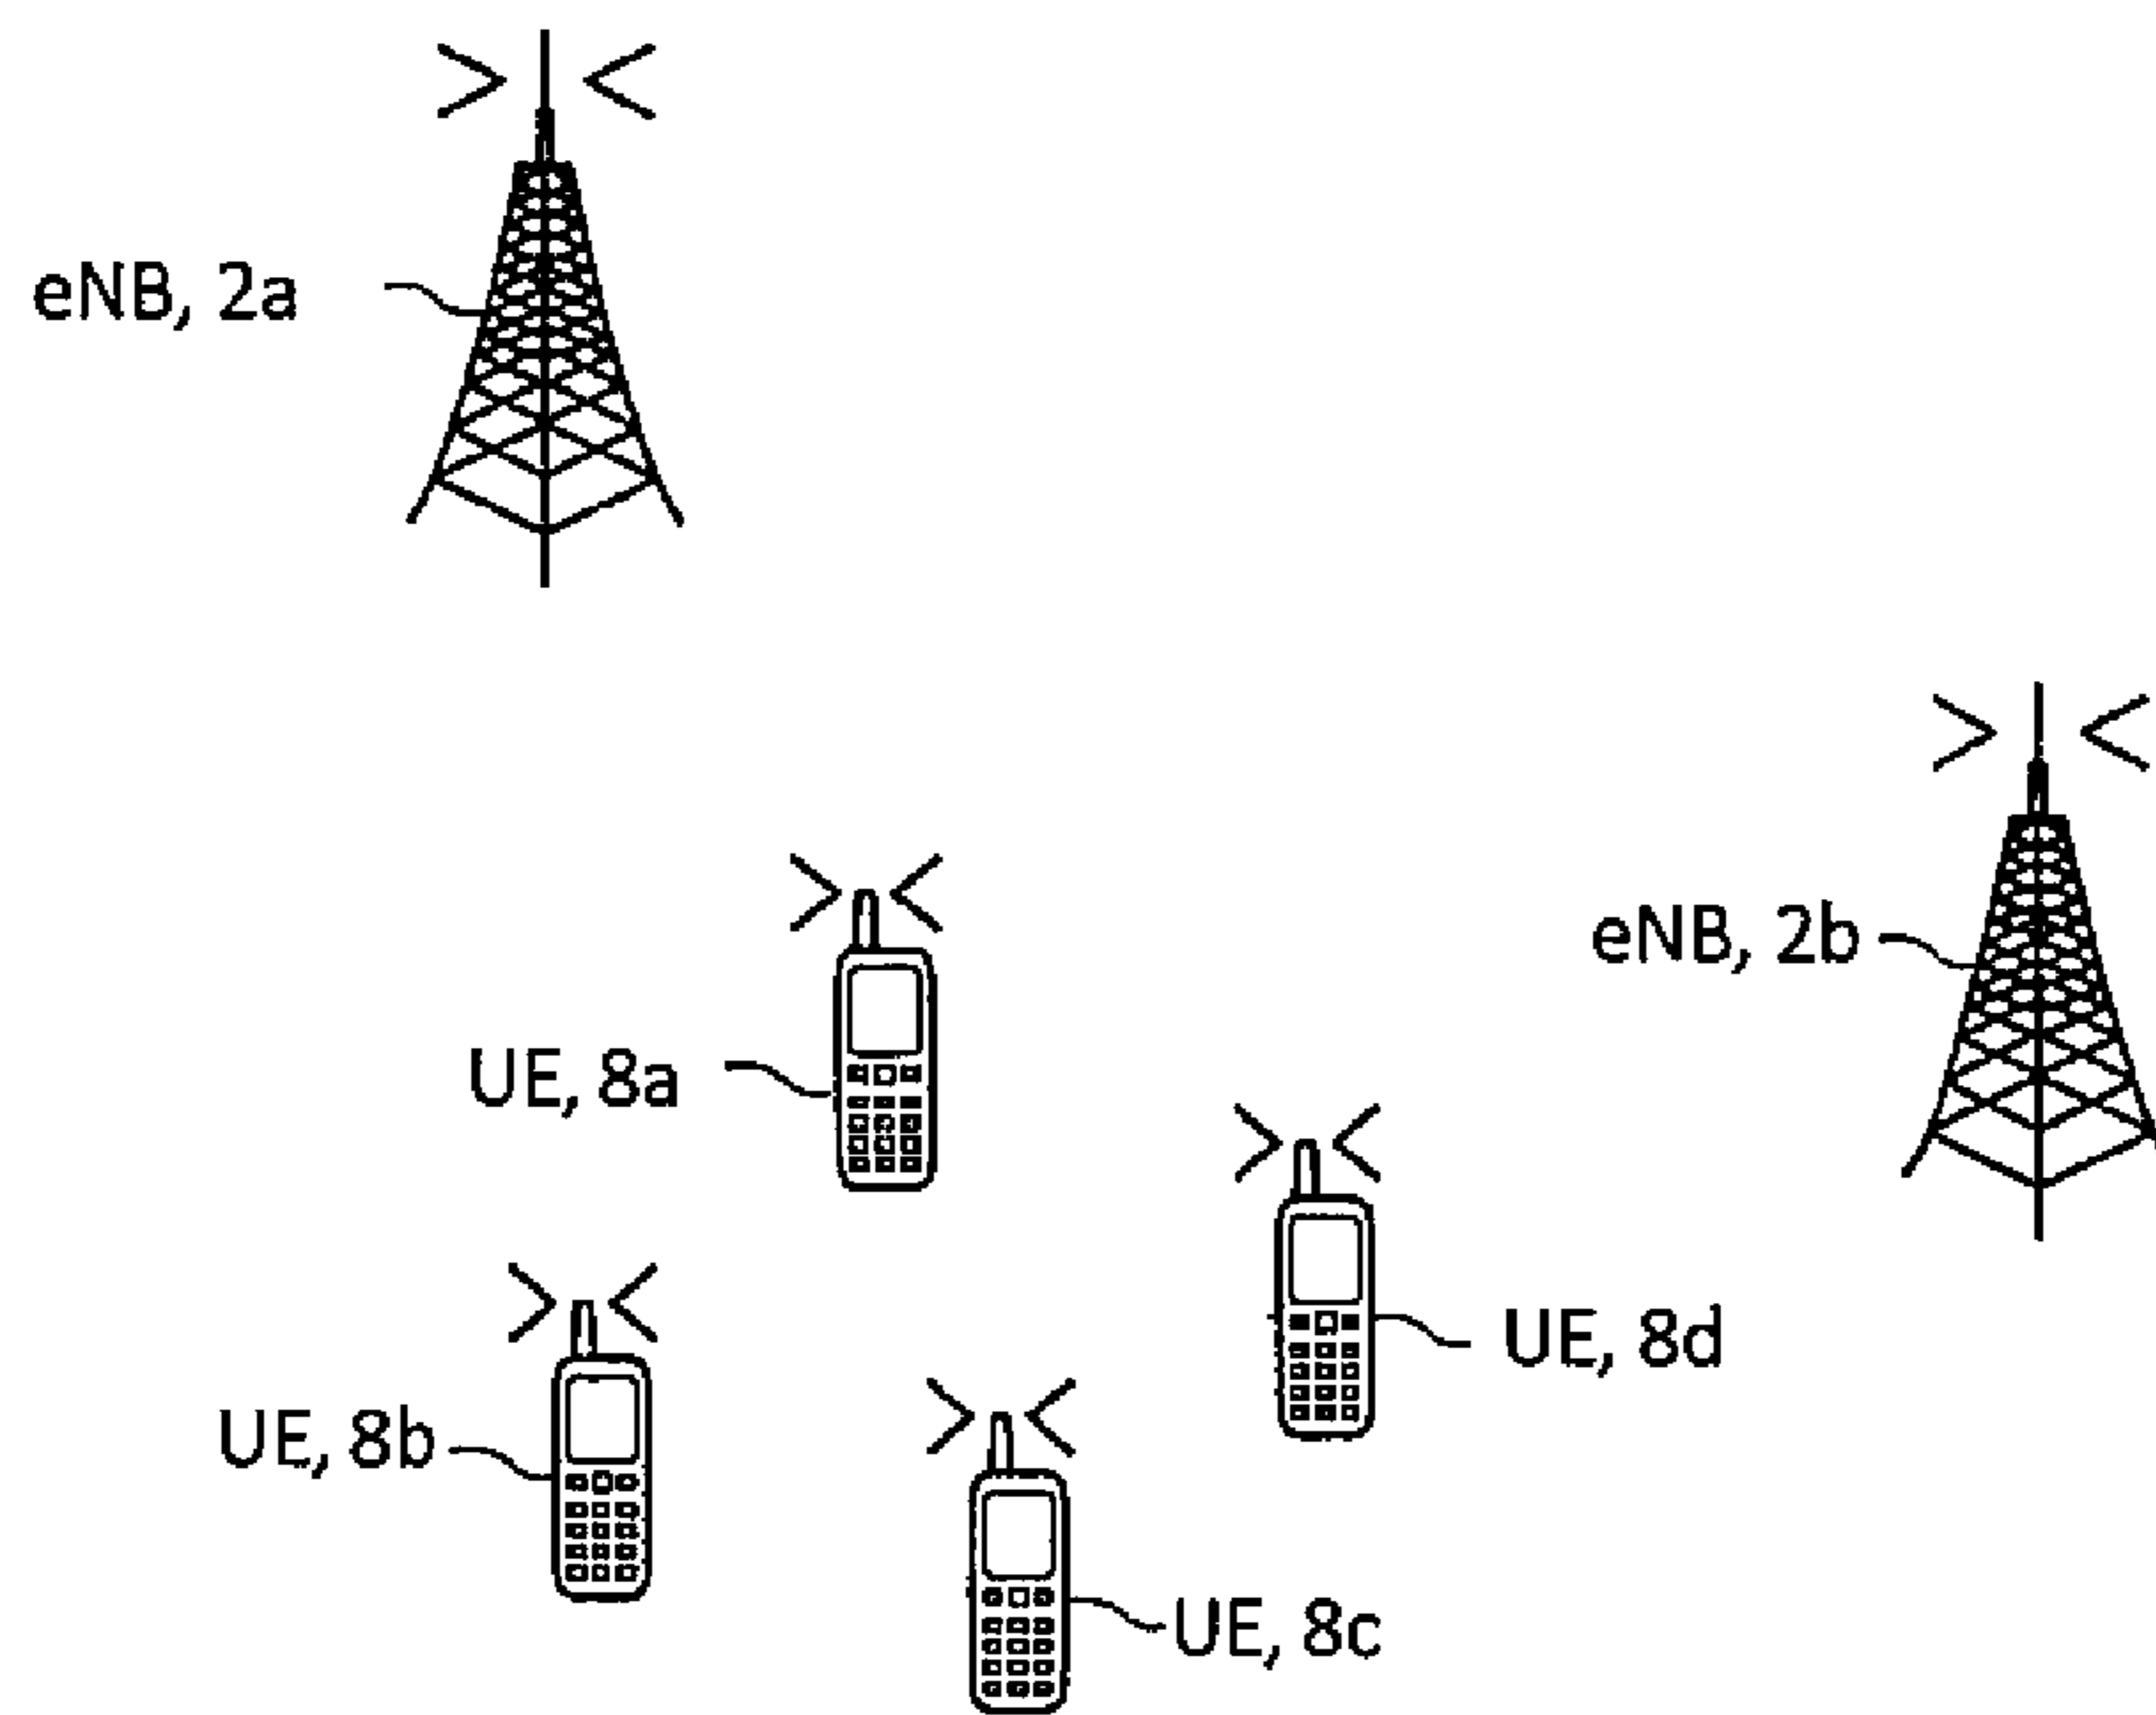 eNB, 2a
eNB, 2b
UE, 8a
UE, 8d
UE, 8b
UE, 8c